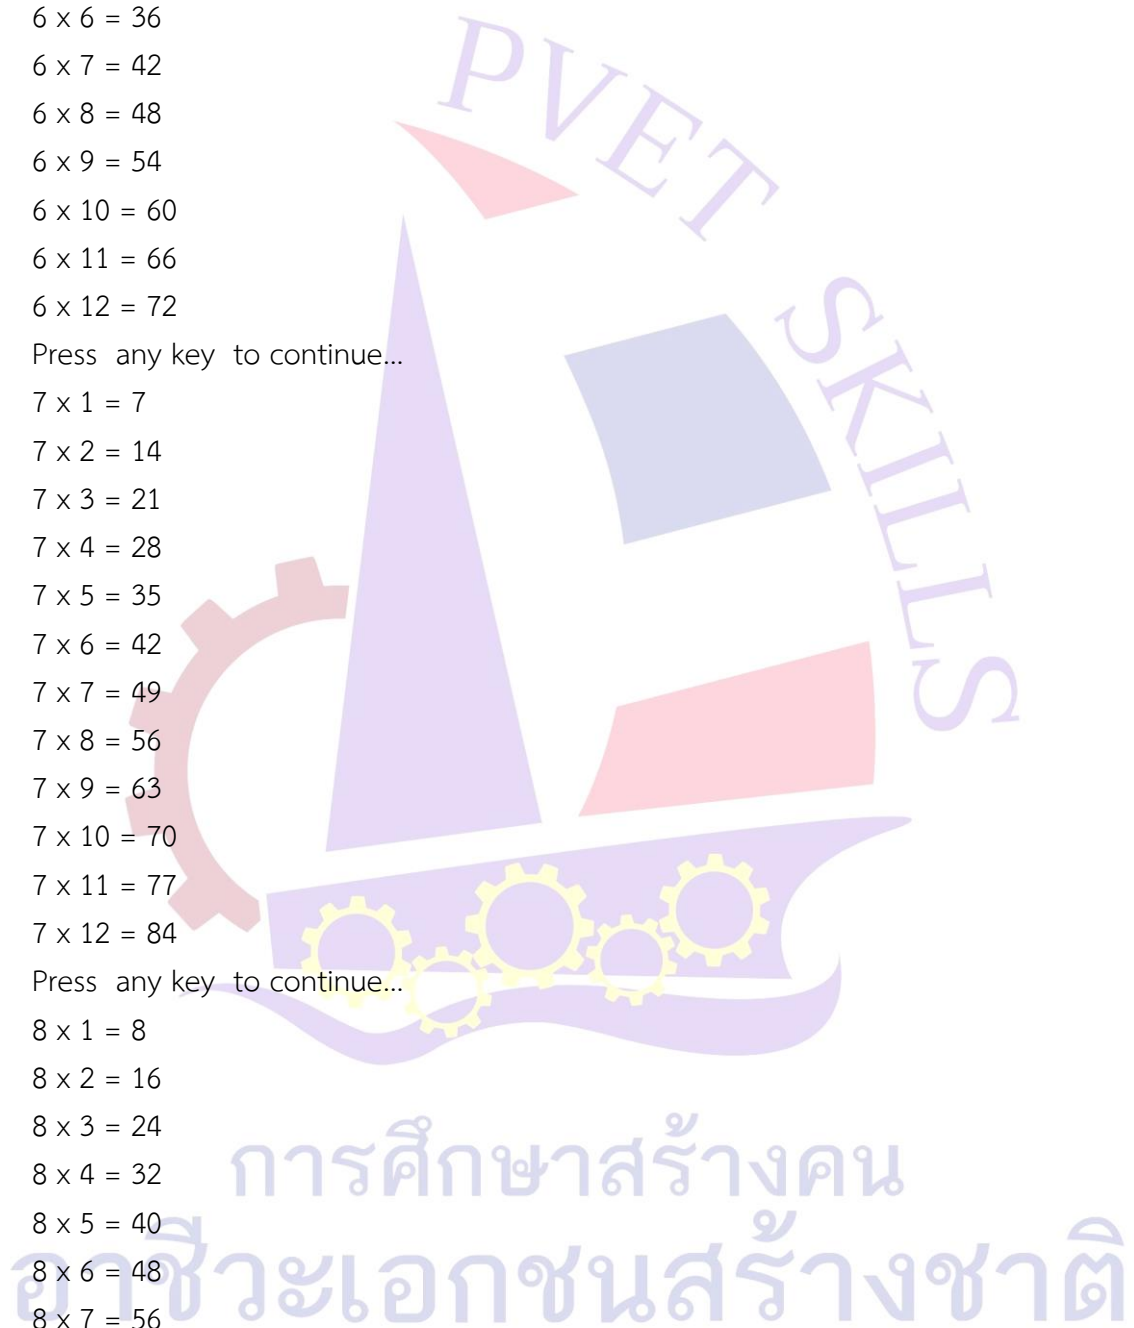 6 x 6 = 36
6 x 7 = 42
6 x 8 = 48
6 x 9 = 54
6 x 10 = 60
6 x 11 = 66
6 x 12 = 72
Press any key to continue...
7 x 1 = 7
7 x 2 = 14
7 x 3 = 21
7 x 4 = 28
7 x 5 = 35
7 x 6 = 42
7 x 7 = 49
7 x 8 = 56
7 x 9 = 63
7 x 10 = 70
7 x 11 = 77
7 x 12 = 84
Press any key to continue...
8 x 1 = 8
8 x 2 = 16
8 x 3 = 24
8 x 4 = 32
8 x 5 = 40
8 x 6 = 48
8 x 7 = 56
PVET SKILLS
การศึกษาสร้างคน
อาชีวะเอกชนสร้างชาติ